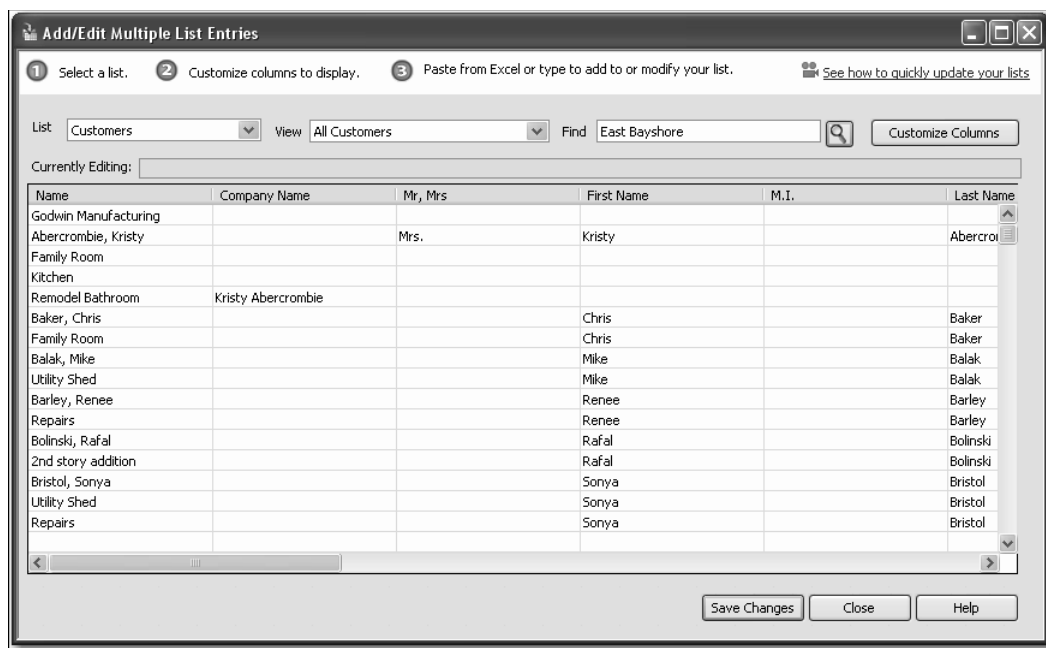 Add/Edit Multiple List Entries
1 Select a list. 2 Customize columns to display. 3 Paste from Excel or type to add to or modify your list. See how to quickly update your lists
List Customers View All Customers Find East Bayshore Customize Columns
Currently Editing:
Name Company Name Mr, Mrs First Name M.I. Last Name
Godwin Manufacturing
Abercrombie, Kristy Mrs. Kristy Abercro
Family Room
Kitchen
Remodel Bathroom Kristy Abercrombie
Baker, Chris Chris Baker
Family Room Chris Baker
Balak, Mike Mike Balak
Utility Shed Mike Balak
Barley, Renee Renee Barley
Repairs Renee Barley
Bolinski, Rafal Rafal Bolinski
2nd story addition Rafal Bolinski
Bristol, Sonya Sonya Bristol
Utility Shed Sonya Bristol
Repairs Sonya Bristol
Save Changes Close Help